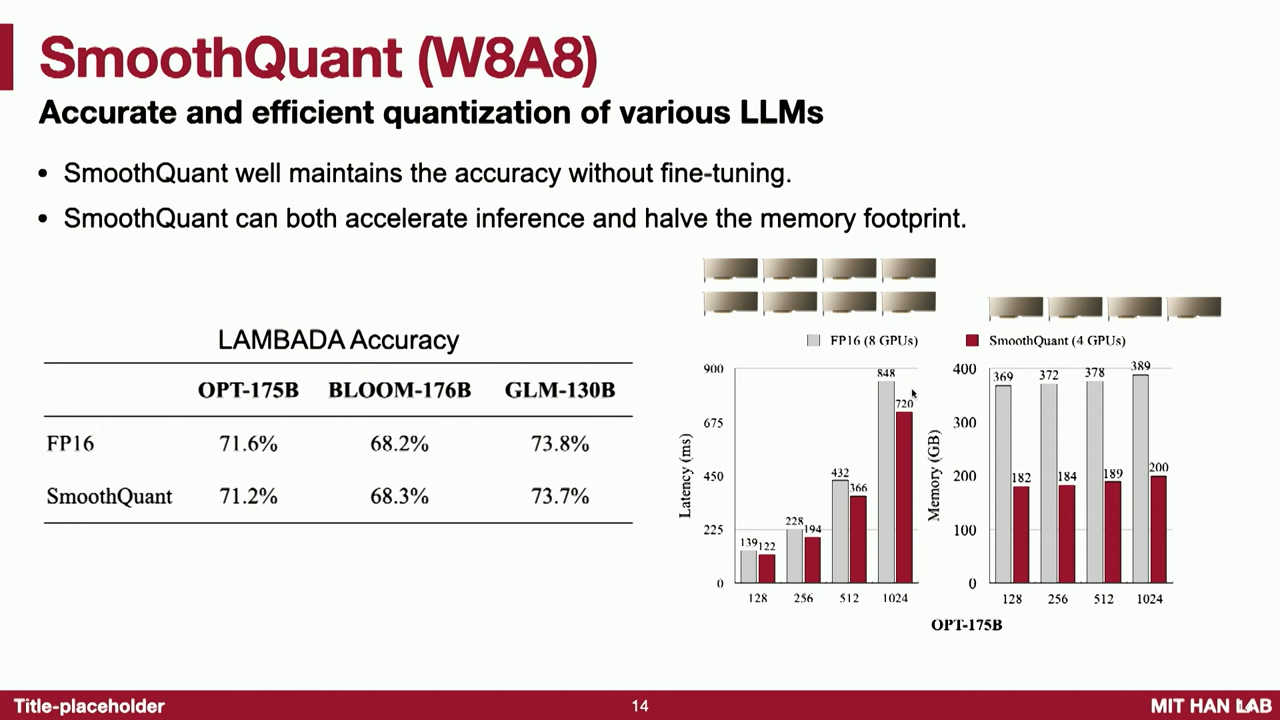 SmoothQuant (W8A8)
Accurate and efficient quantization of various LLMs
• SmoothQuant well maintains the accuracy without fine-tuning.
• SmoothQuant can both accelerate inference and halve the memory footprint.
LAMBADA Accuracy
OPT-175B BLOOM-176B GLM-130B
FP16 71.6% 68.2% 73.8%
SmoothQuant 71.2% 68.3% 73.7%
FP16 (8 GPUs) SmoothQuant (4 GPUs)
Latency (ms)
900
675
450
225
0
139 122 228 194 432 366 848 720
128 256 512 1024
Memory (GB)
400
300
200
100
0
369 182 372 184 378 189 389 200
128 256 512 1024
OPT-175B
Title-placeholder
14
MIT HAN LAB